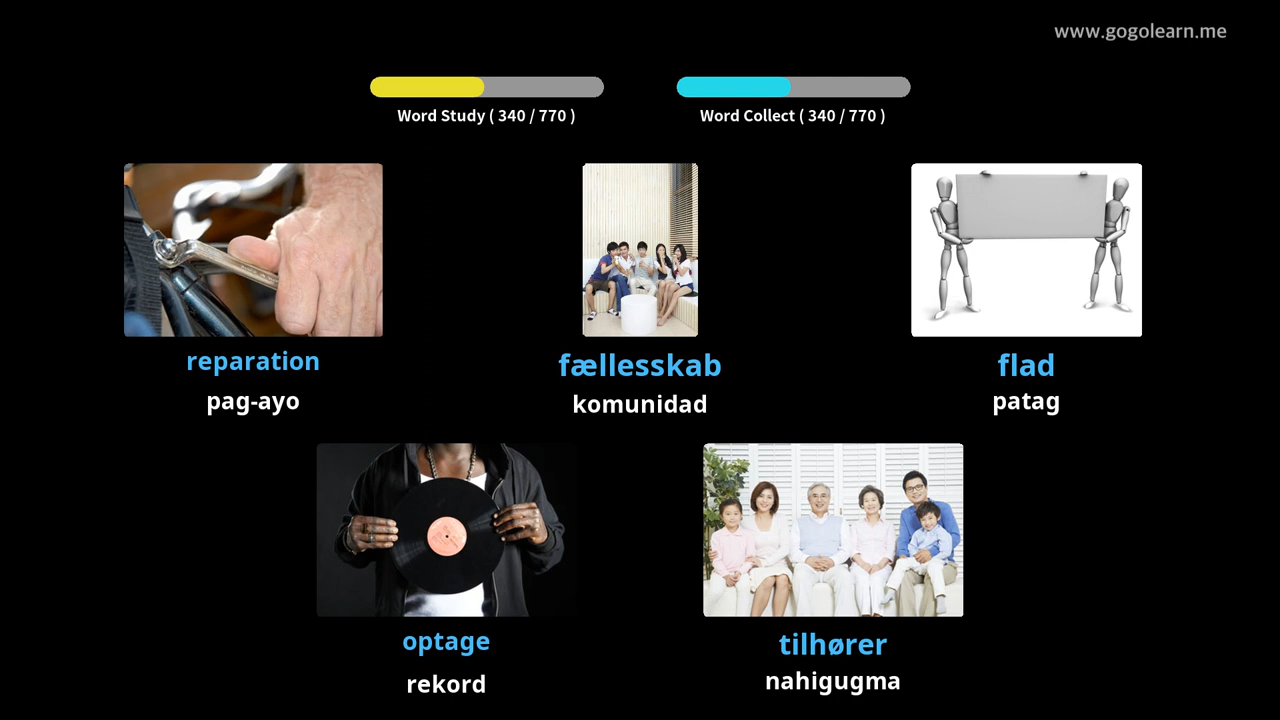 www.gogolearn.me
Word Study ( 340 / 770 )
Word Collect ( 340 / 770 )
reparation
pag-ayo
fællesskab
komunidad
flad
patag
optage
rekord
tilhører
nahigugma